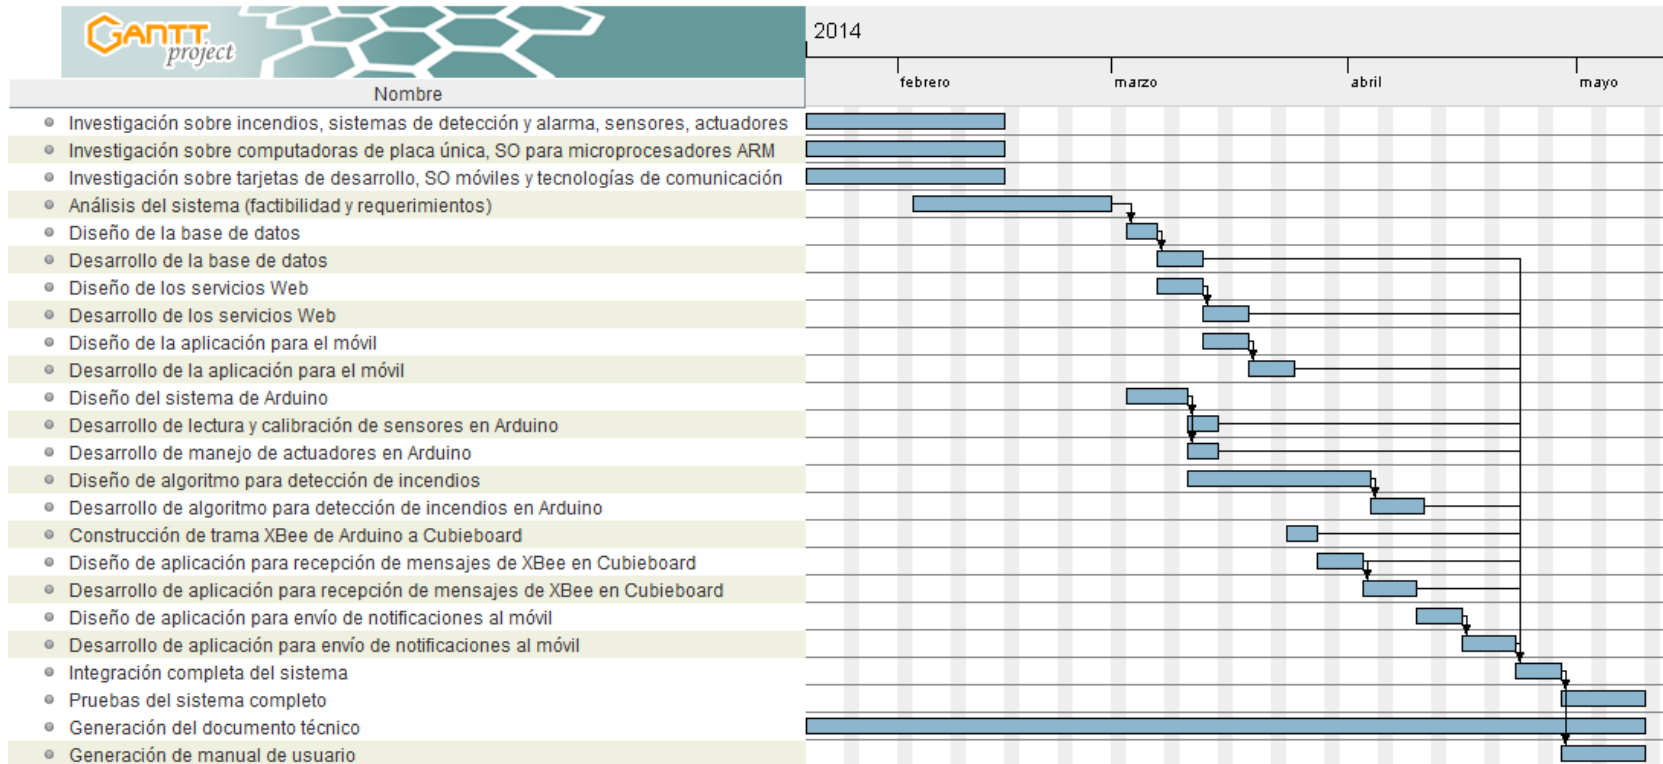 GANTT
project
2014
febrero marzo abril mayo
Nombre
Investigación sobre incendios, sistemas de detección y alarma, sensores, actuadores
Investigación sobre computadoras de placa única, SO para microprocesadores ARM
Investigación sobre tarjetas de desarrollo, SO móviles y tecnologías de comunicación
Análisis del sistema (factibilidad y requerimientos)
Diseño de la base de datos
Desarrollo de la base de datos
Diseño de los servicios Web
Desarrollo de los servicios Web
Diseño de la aplicación para el móvil
Desarrollo de la aplicación para el móvil
Diseño del sistema de Arduino
Desarrollo de lectura y calibración de sensores en Arduino
Desarrollo de manejo de actuadores en Arduino
Diseño de algoritmo para detección de incendios
Desarrollo de algoritmo para detección de incendios en Arduino
Construcción de trama XBee de Arduino a Cubieboard
Diseño de aplicación para recepción de mensajes de XBee en Cubieboard
Desarrollo de aplicación para recepción de mensajes de XBee en Cubieboard
Diseño de aplicación para envío de notificaciones al móvil
Desarrollo de aplicación para envío de notificaciones al móvil
Integración completa del sistema
Pruebas del sistema completo
Generación del documento técnico
Generación de manual de usuario